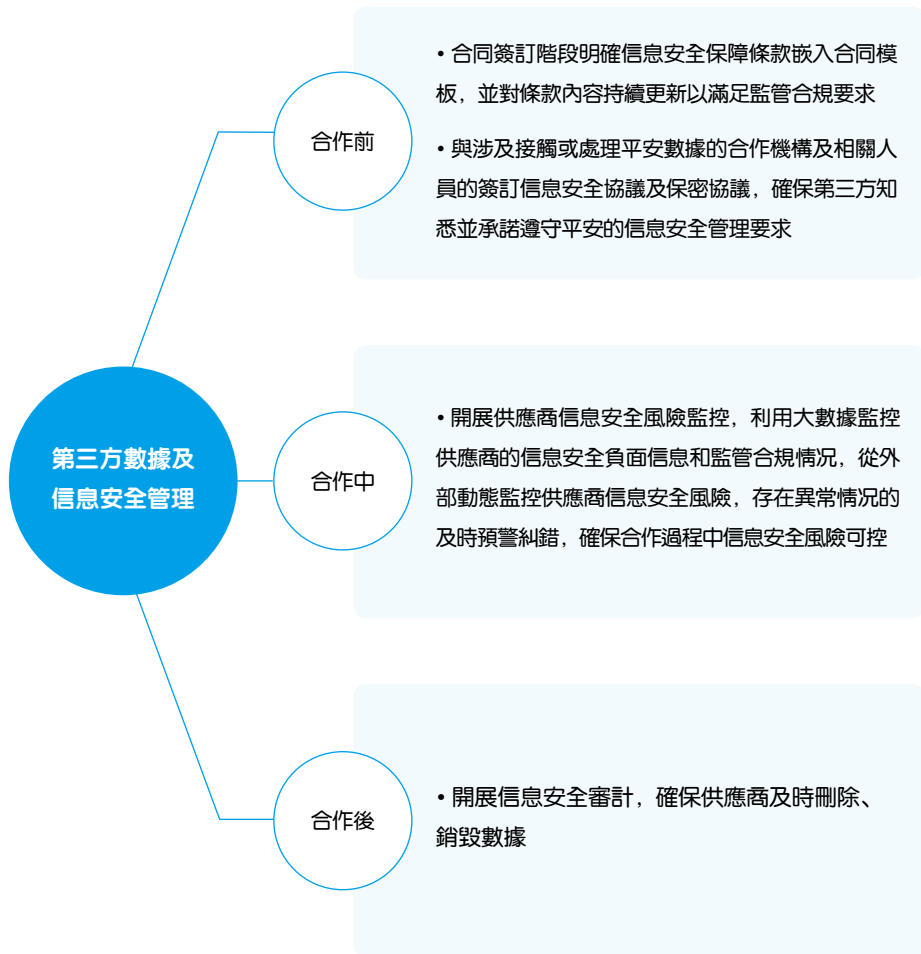 合作前
• 合同簽訂階段明確信息安全保障條款嵌入合同模
板，並對條款內容持續更新以滿足監管合規要求
• 與涉及接觸或處理平安數據的合作機構及相關人
員的簽訂信息安全協議及保密協議，確保第三方知
悉並承諾遵守平安的信息安全管理要求
第三方數據及
信息安全管理
合作中
• 開展供應商信息安全風險監控，利用大數據監控
供應商的信息安全負面信息和監管合規情況，從外
部動態監控供應商信息安全風險，存在異常情況的
及時預警糾錯，確保合作過程中信息安全風險可控
合作後
• 開展信息安全審計，確保供應商及時刪除、
銷毀數據